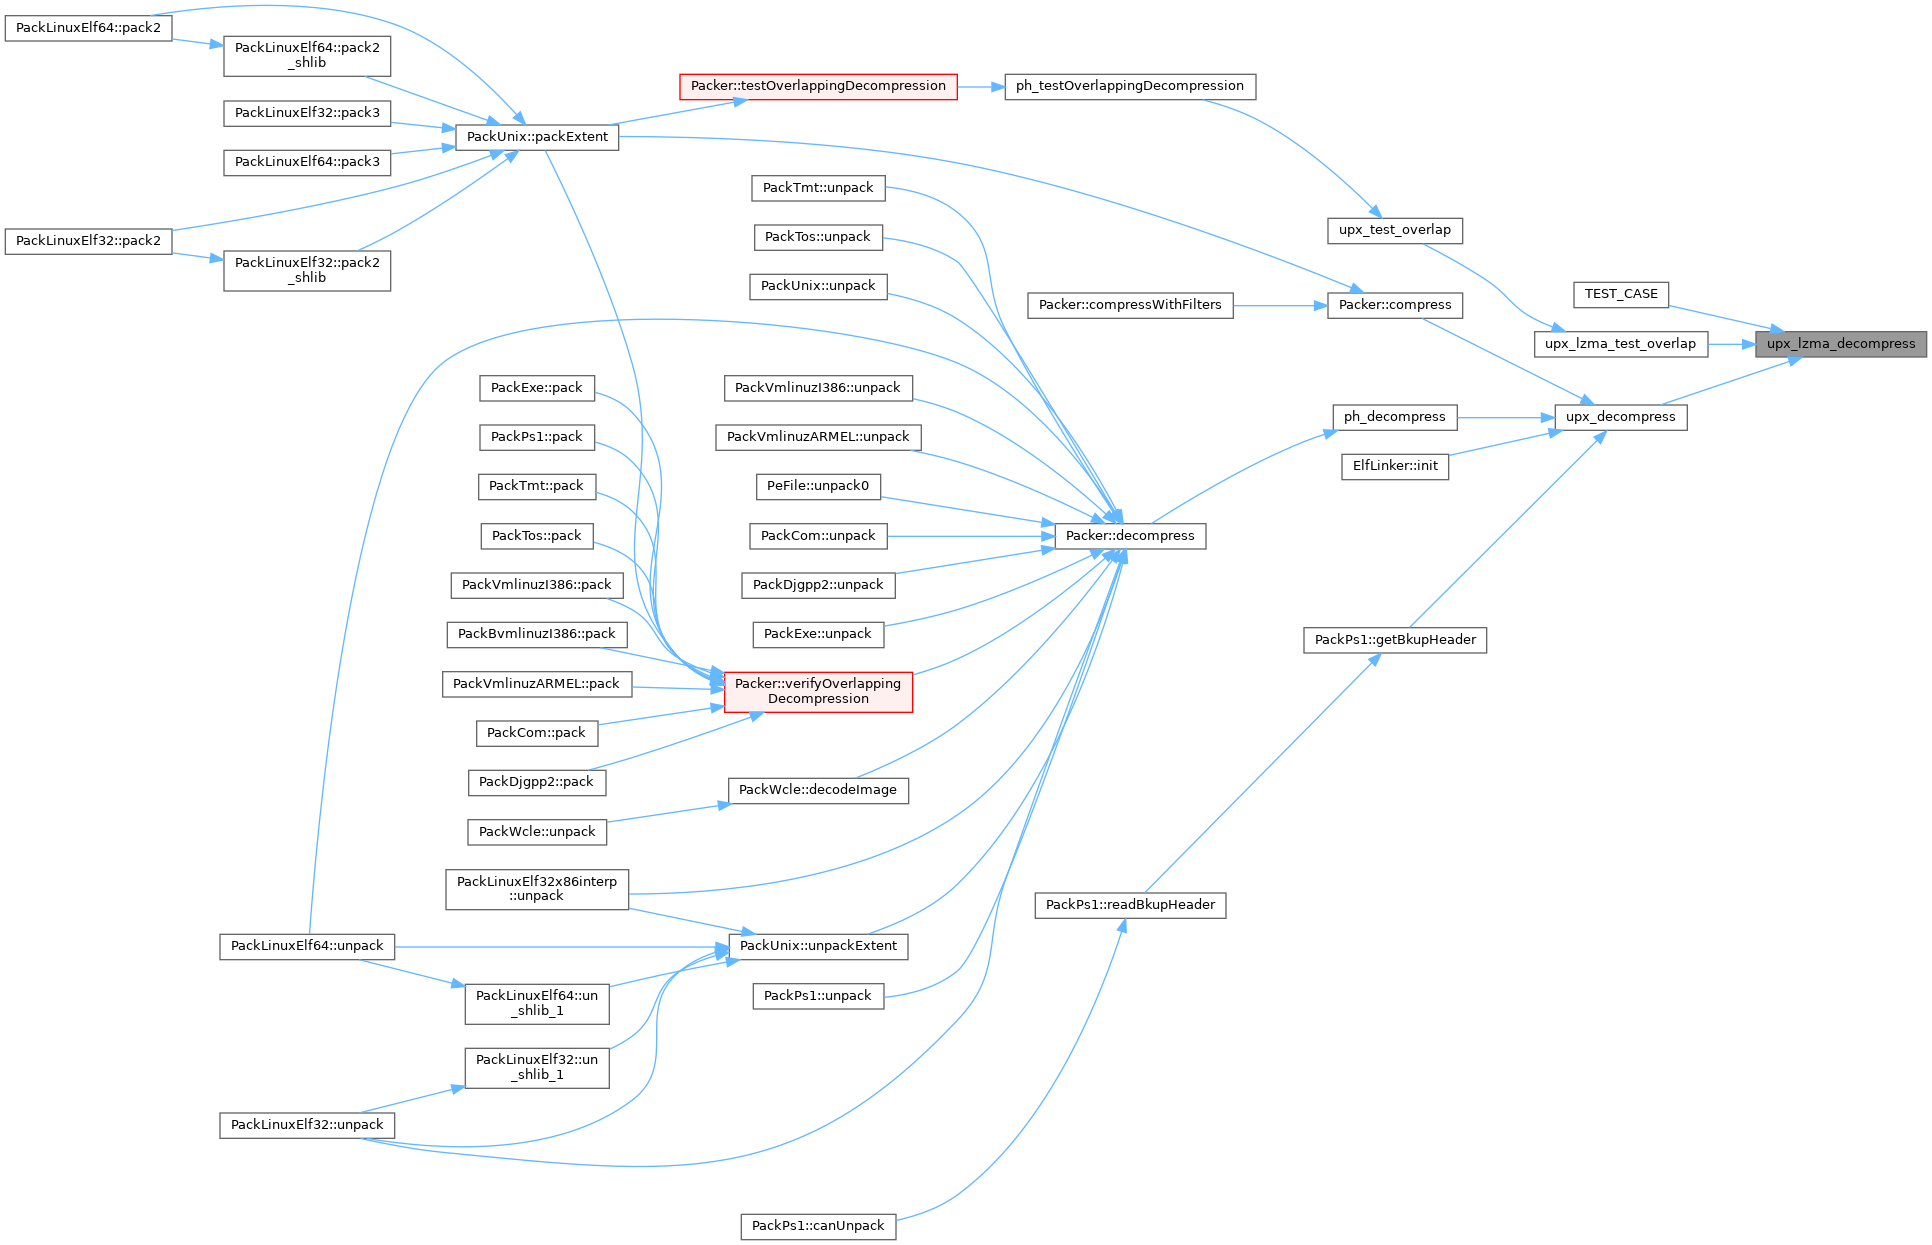 PackLinuxElf64::pack2
PackLinuxElf64::pack2
_shlib
PackLinuxElf32::pack3
PackLinuxElf64::pack3
PackLinuxElf32::pack2
PackLinuxElf32::pack2
_shlib
PackUnix::packExtent
Packer::testOverlappingDecompression
ph_testOverlappingDecompression
PackTmt::unpack
PackTos::unpack
PackUnix::unpack
upx_test_overlap
Packer::compressWithFilters
Packer::compress
TEST_CASE
upx_lzma_test_overlap
upx_lzma_decompress
PackExe::pack
PackPs1::pack
PackTmt::pack
PackTos::pack
PackVmlinuzI386::pack
PackBvmlinuzI386::pack
PackVmlinuzARMEL::pack
PackCom::pack
PackDjgpp2::pack
PackWcle::unpack
PackVmlinuzI386::unpack
PackVmlinuzARMEL::unpack
PeFile::unpack0
PackCom::unpack
PackDjgpp2::unpack
PackExe::unpack
Packer::verifyOverlapping
Decompression
PackWcle::decodeImage
ph_decompress
upx_decompress
ElfLinker::init
Packer::decompress
PackPs1::getBkupHeader
PackLinuxElf32x86interp
::unpack
PackLinuxElf64::unpack
PackUnix::unpackExtent
PackPs1::readBkupHeader
PackLinuxElf64::un
_shlib_1
PackPs1::unpack
PackLinuxElf32::un
_shlib_1
PackLinuxElf32::unpack
PackPs1::canUnpack